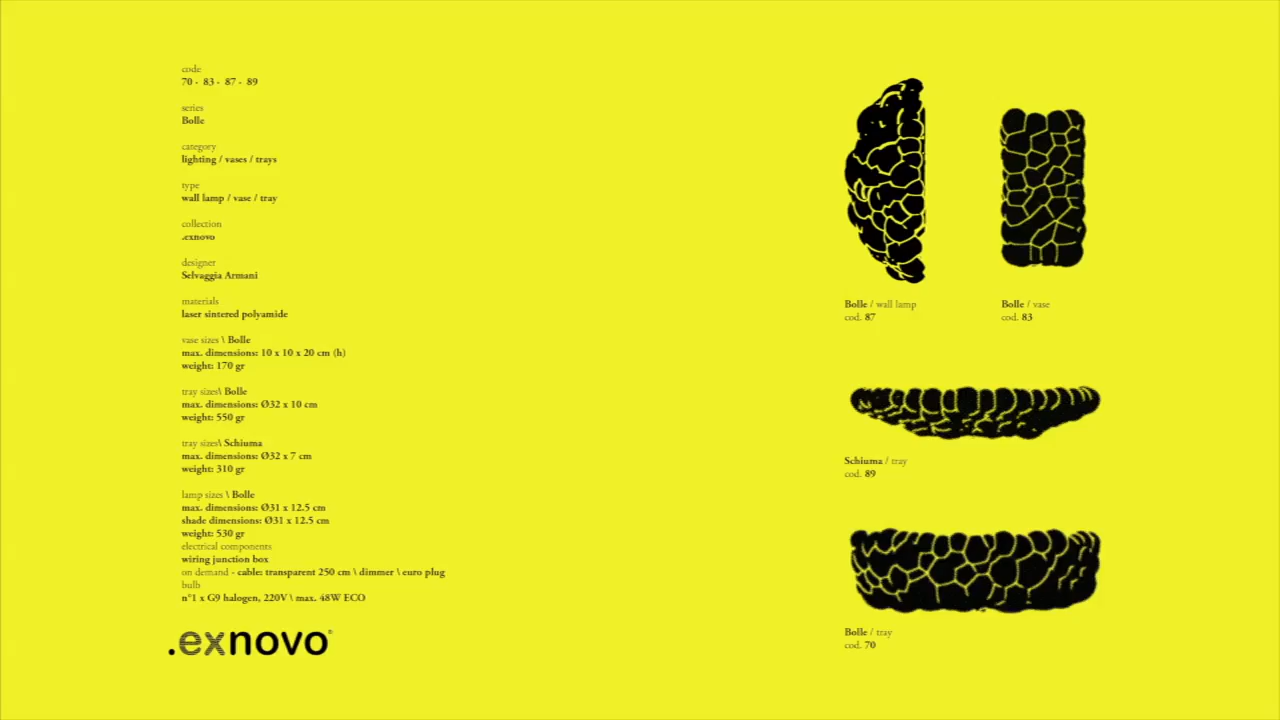 code
70 - 83 - 87 - 89
series
Bolle
category
lighting / vases / trays
type
wall lamp / vase / tray
collection
.exnovo
designer
Selvaggia Armani
materials
laser sintered polyamide
vase sizes \ Bolle
max. dimensions: 10 x 10 x 20 cm (h)
weight: 170 gr
tray sizes\ Bolle
max. dimensions: Ø32 x 10 cm
weight: 550 gr
tray sizes\ Schiuma
max. dimensions: Ø32 x 7 cm
weight: 310 gr
lamp sizes \ Bolle
max. dimensions: Ø31 x 12.5 cm
shade dimensions: Ø31 x 12.5 cm
weight: 530 gr
electrical components
wiring junction box
on demand - cable: transparent 250 cm \ dimmer \ euro plug
bulb
n°1 x G9 halogen, 220V \ max. 48W ECO
.exnovo®
Bolle / wall lamp
cod. 87
Bolle / vase
cod. 83
Schiuma / tray
cod. 89
Bolle / tray
cod. 70